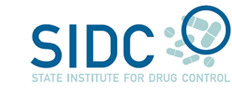 SIDC
STATE INSTITUTE FOR DRUG CONTROL